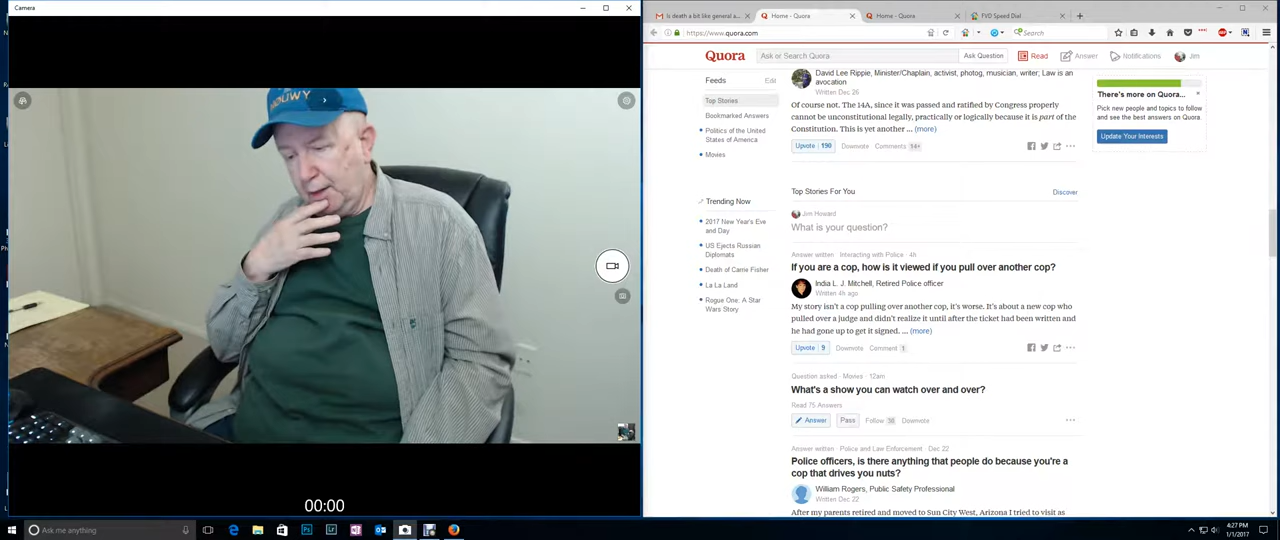 Camera
Is death a bit like general a...
Home - Quora
Home - Quora
FVD Speed Dial
https://www.quora.com
Search
Quora
Ask or Search Quora
Ask Question
Read
Answer
Notifications
Jim
Feeds
Edit
Top Stories
Bookmarked Answers
Politics of the United
States of America
Movies
Trending Now
2017 New Year's Eve
and Day
US Ejects Russian
Diplomats
Death of Carrie Fisher
La La Land
Rogue One. A Star
Wars Story
David Lee Rippie, Minister/Chaplain, activist, photog, musician, writer; Law is an
avocation
Written Dec 26
Of course not. The 14A, since it was passed and ratified by Congress properly
cannot be unconstitutional legally, practically or logically because it is part of the
Constitution. This is yet another ... (more)
Upvote 190 Downvote Comments 14+
Top Stories For You
Discover
Jim Howard
What is your question?
Answer written · Interacting with Police · 4h
If you are a cop, how is it viewed if you pull over another cop?
India L. J. Mitchell, Retired Police officer
Written 4h ago
My story isn't a cop pulling over another cop, it's worse. It's about a new cop who
pulled over a judge and didn't realize it until after the ticket had been written and
he had gone up to get it signed. ... (more)
Upvote 9 Downvote Comment 1
Question asked · Movies · 12am
What's a show you can watch over and over?
Read 75 Answers
Answer Pass Follow Downvote
Answer written · Police and Law Enforcement · Dec 22
Police officers, is there anything that people do because you're a
cop that drives you nuts?
William Rogers, Public Safety Professional
Written Dec 22
After my parents retired and moved to Sun City West, Arizona I tried to visit as
There's more on Quora...
Pick new people and topics to follow
and see the best answers on Quora.
Update Your Interests
00:00
Ask me anything
4:27 PM
1/1/2017